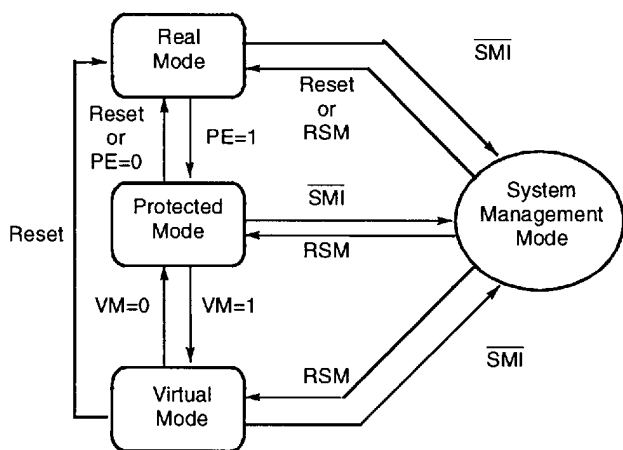 Real
Mode
SMI
Reset
or
RSM
Reset
or
PE=0
PE=1
Protected
Mode
SMI
RSM
System
Management
Mode
Reset
VM=0
VM=1
RSM
SMI
Virtual
Mode